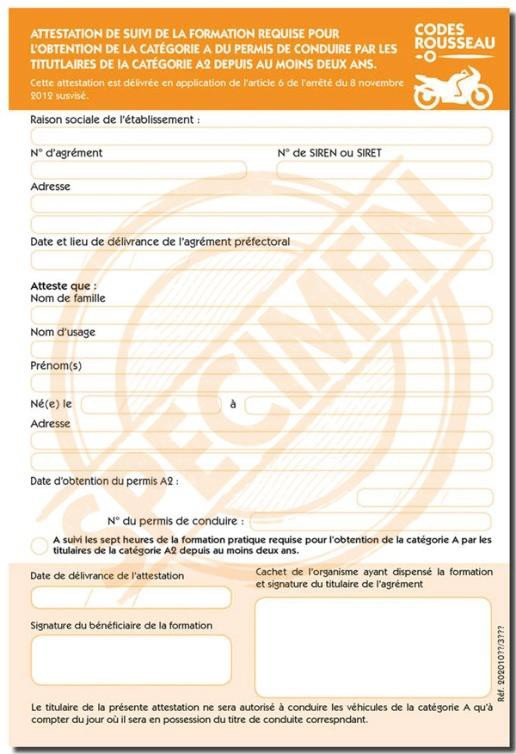 ATTESTATION DE SUIVI DE LA FORMATION REQUISE POUR
L'OBTENTION DE LA CATÉGORIE A DU PERMIS DE CONDUIRE PAR LES
TITUTLAIRES DE lA CATÉGORIE A2 DEPUIS AU MOINS DEUX ANS.
Cette attestation est délivrée en application de l'article 6 de l'arrêté du 8 novembre
2012 susvisé.
CODES
ROUSSEAU
Raison sociale de l'établissement :
N° d'agrément
N° de SIREN ou SIRET
Adresse
Date et lieu de délivrance de l'agrément préfectoral
Atteste que :
Nom de famille
Nom d'usage
Prénom(s)
Né(e) le à
Adresse
Date d'obtention du permis A2 :
N° du permis de conduire :
A suivi les sept heures de la formation pratique requise pour l'obtention de la catégorie A par les
titulaires de la catégorie A2 depuis au moins deux ans.
SPECIMEN
Date de délivrance de l'attestation
Cachet de l'organisme ayant dispensé la formation
et signature du titulaire de l'agrément
Signature du bénéficiaire de la formation
Réf. 202010??/3???
Le titulaire de la présente attestation ne sera autorisé à conduire les véhicules de la catégorie A qu'à
compter du jour où il sera en possession du titre de conduite correspndant.